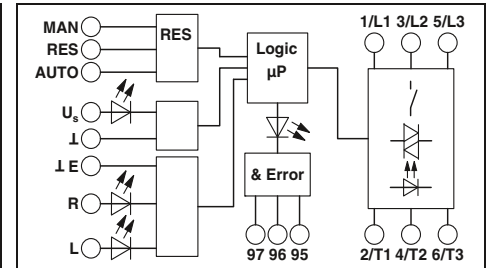 MAN
RES
AUTO
RES
Logic
µP
1/L1 3/L2 5/L3
Us
⊥
⊥ E
R
L
& Error
97 96 95
2/T1 4/T2 6/T3